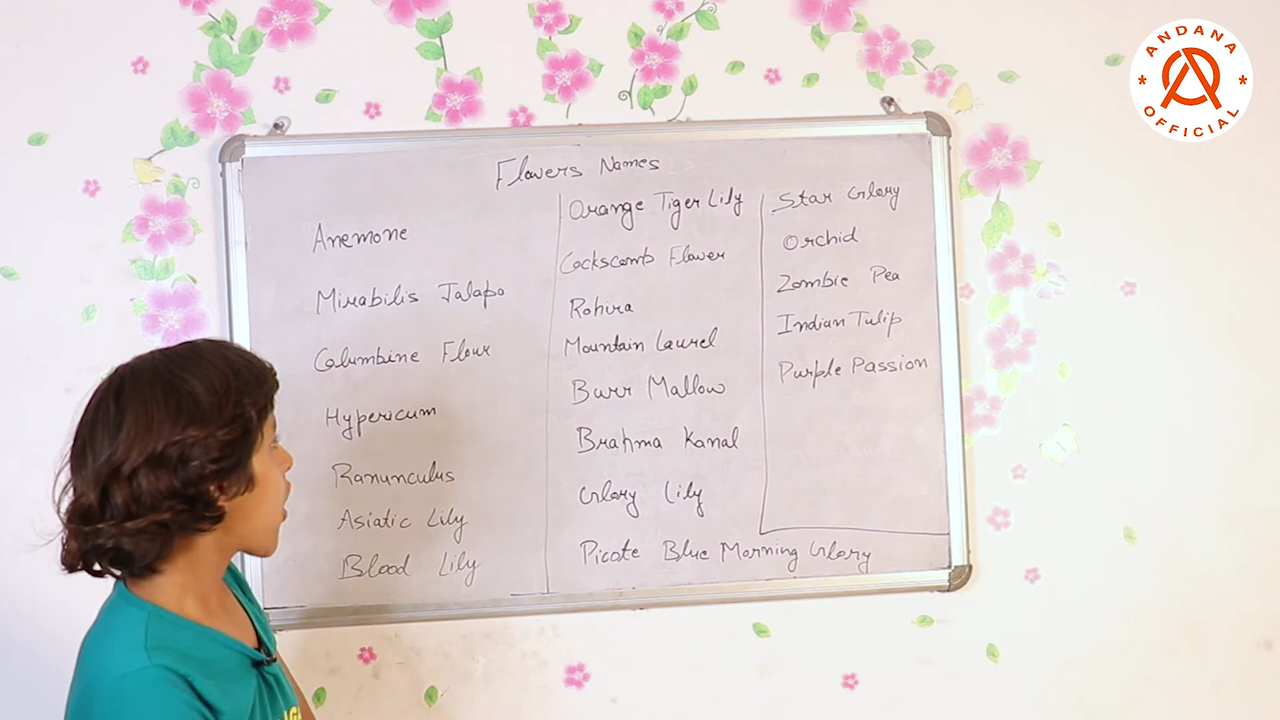 Flowers Names
Anemone
Mirabilis Jalapa
Columbine Flour
Hypericum
Ranunculus
Asiatic Lily
Blood Lily
Orange Tiger Lily
Cockscomb Flower
Rohira
Mountain Laurel
Burr Mallow
Brahma Kanal
Glory Lily
Picote Blue Morning Glory
Star Glory
Orchid
Zombie Pea
Indian Tulip
Purple Passion
ANDANA
OFFICIAL